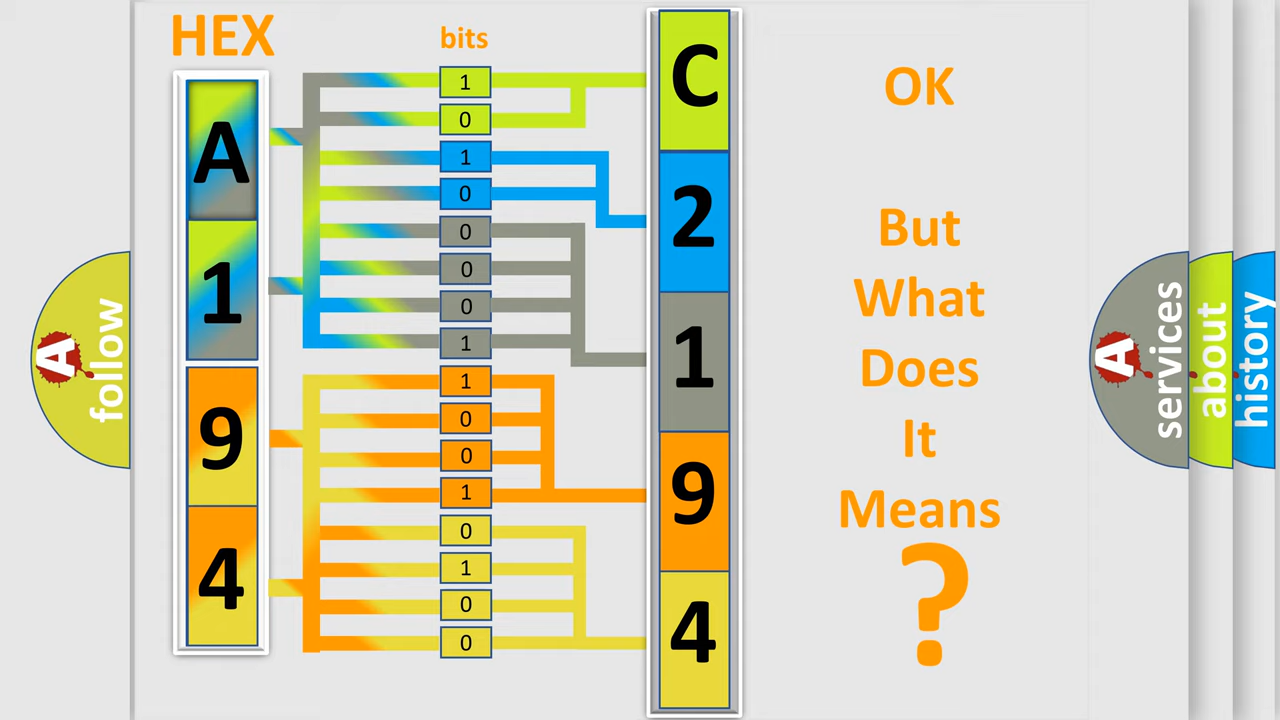 HEX
bits
A
1
9
4
1
0
1
0
0
0
0
1
1
0
0
1
0
1
0
0
C
2
1
9
4
OK
But
What
Does
It
Means
?
A
follow
A
services
about
history